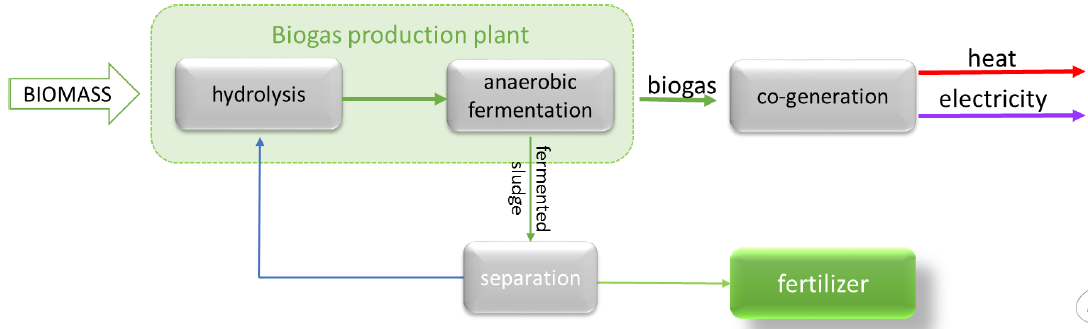 Biogas production plant
BIOMASS
hydrolysis
anaerobic
fermentation
biogas
co-generation
heat
electricity
fermented
sludge
separation
fertilizer